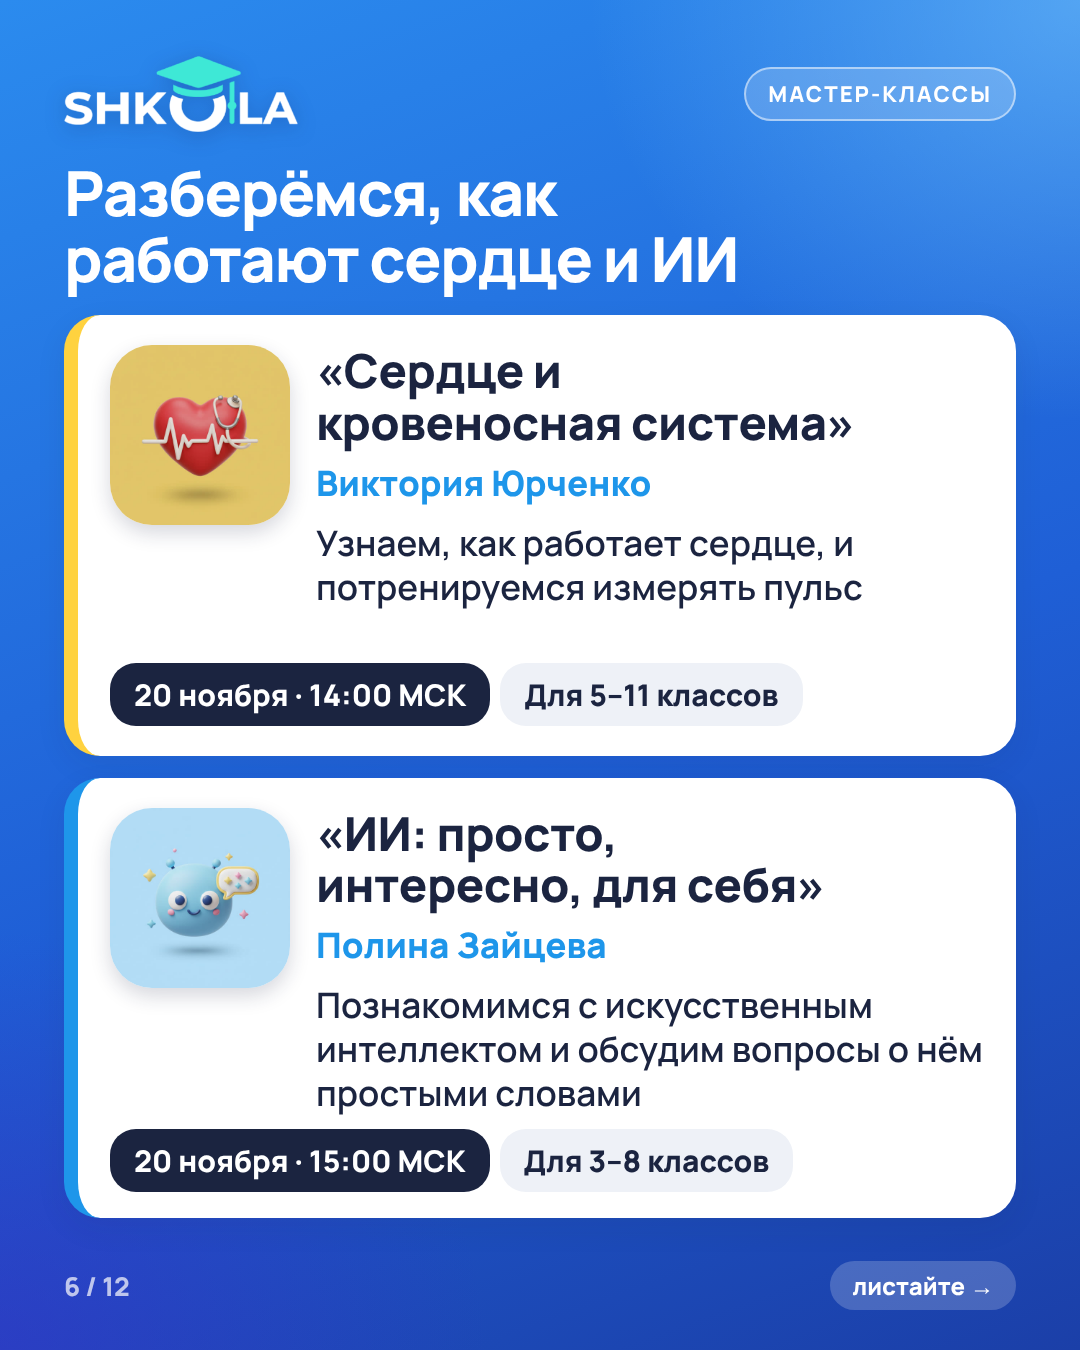 SHKOLA
МАСТЕР-КЛАССЫ
Разберёмся, как
работают сердце и ИИ
«Сердце и
кровеносная система»
Виктория Юрченко
Узнаем, как работает сердце, и
потренируемся измерять пульс
20 ноября · 14:00 МСК
Для 5–11 классов
«ИИ: просто,
интересно, для себя»
Полина Зайцева
Познакомимся с искусственным
интеллектом и обсудим вопросы о нём
простыми словами
20 ноября · 15:00 МСК
Для 3–8 классов
6 / 12
листайте →